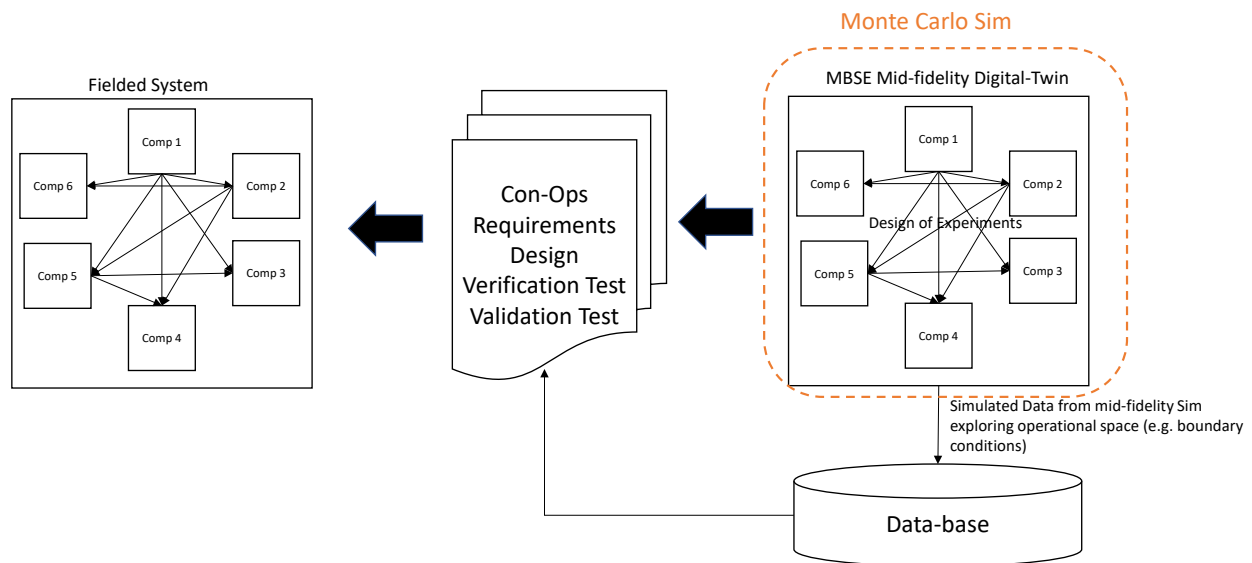 Monte Carlo Sim
Fielded System
Comp 1
Comp 6
Comp 2
Comp 5
Comp 3
Comp 4
Con-Ops
Requirements
Design
Verification Test
Validation Test
MBSE Mid-fidelity Digital-Twin
Comp 1
Comp 6
Comp 2
Design of Experiments
Comp 5
Comp 3
Comp 4
Simulated Data from mid-fidelity Sim
exploring operational space (e.g. boundary
conditions)
Data-base